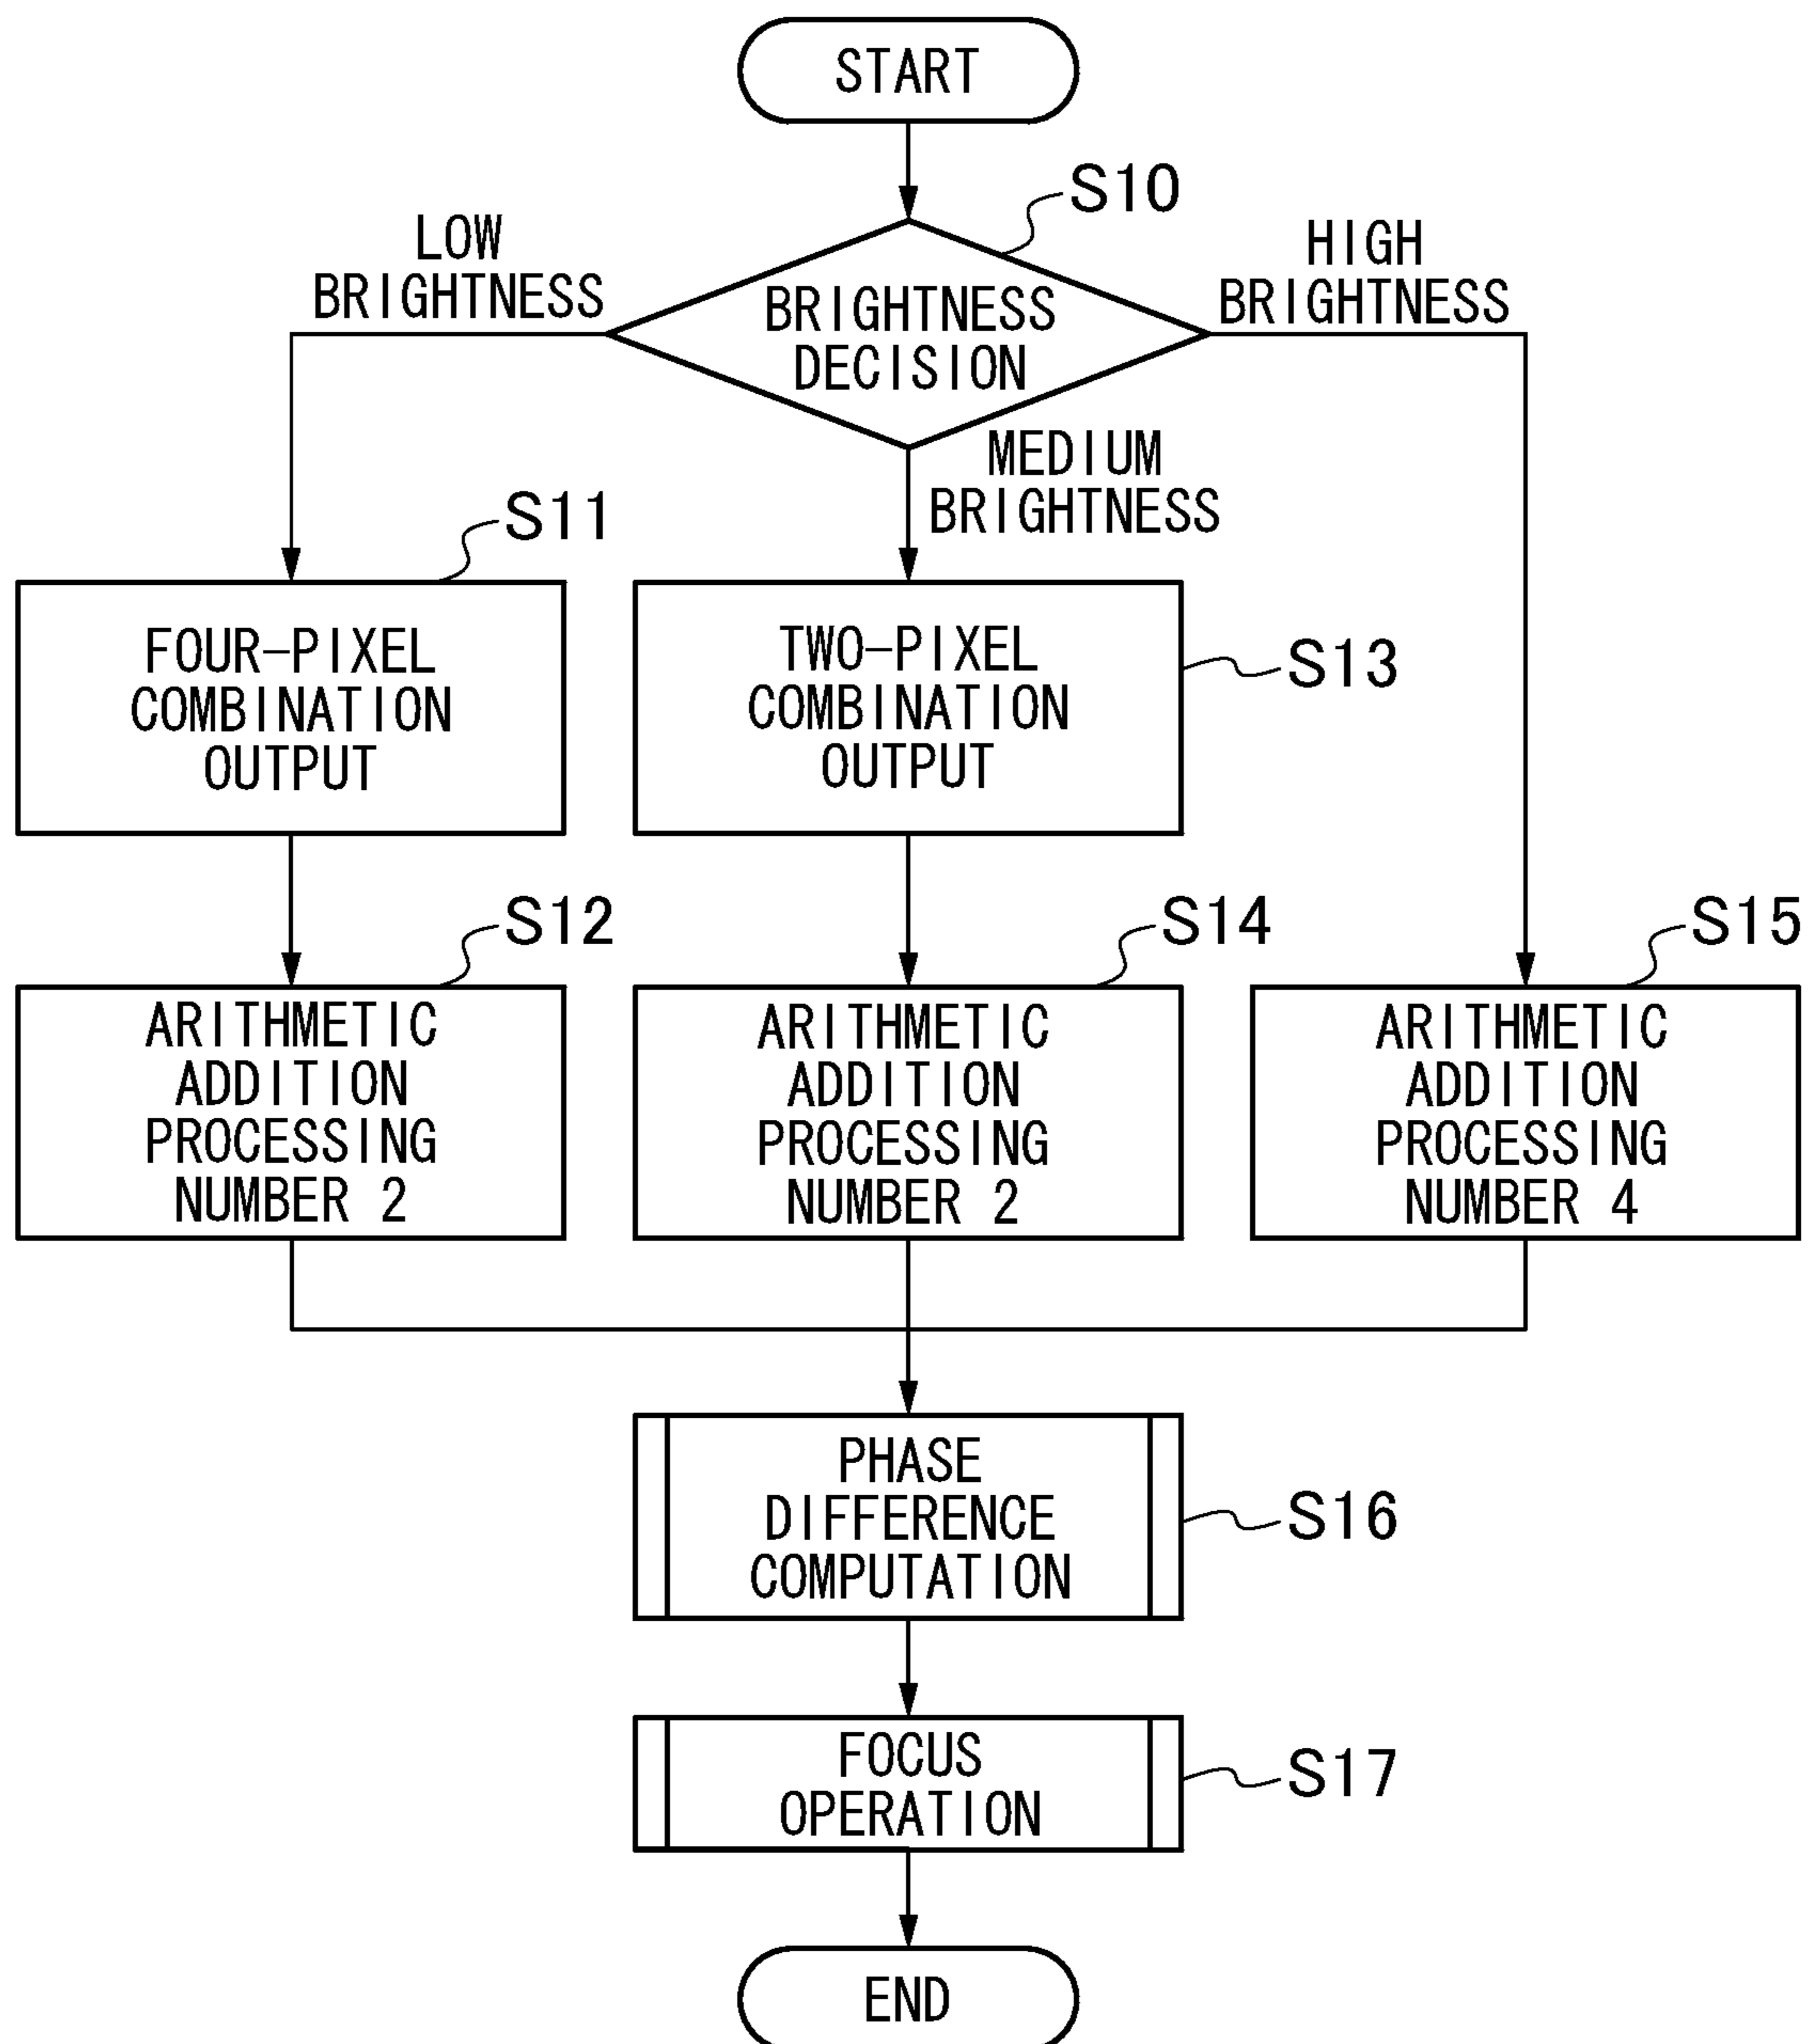 START
S10
LOW
BRIGHTNESS
HIGH
BRIGHTNESS
BRIGHTNESS
DECISION
MEDIUM
BRIGHTNESS
S11
FOUR-PIXEL
COMBINATION
OUTPUT
TWO-PIXEL
COMBINATION
OUTPUT
S13
S12
ARITHMETIC
ADDITION
PROCESSING
NUMBER 2
S14
ARITHMETIC
ADDITION
PROCESSING
NUMBER 2
S15
ARITHMETIC
ADDITION
PROCESSING
NUMBER 4
PHASE
DIFFERENCE
COMPUTATION
S16
FOCUS
OPERATION
S17
END